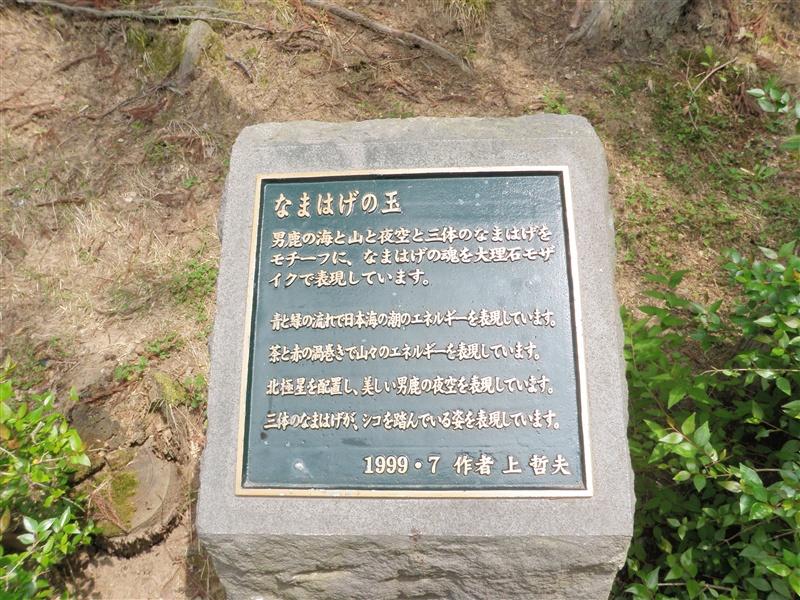 なまはげの玉
男鹿の海と山と夜空と三体のなまはげを
モチーフに、なまはげの魂を大理石モザ
イクで表現しています。
青と緑の流れで日本海の潮のエネルギーを表現しています。
茶と赤の渦巻きで山々のエネルギーを表現しています。
北極星を配置し、美しい男鹿の夜空を表現しています。
三体のなまはげが、シコを踏んでいる姿を表現しています。
1999・7 作者 上 哲夫